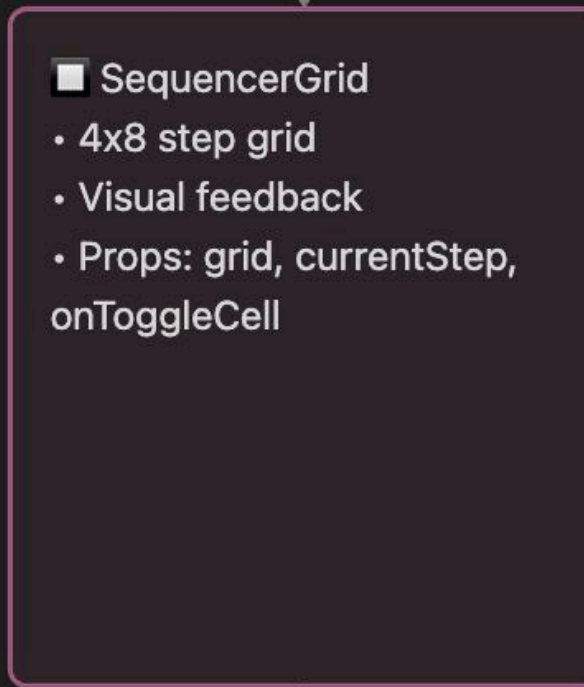 🔲 SequencerGrid
• 4x8 step grid
• Visual feedback
• Props: grid, currentStep,
onToggleCell